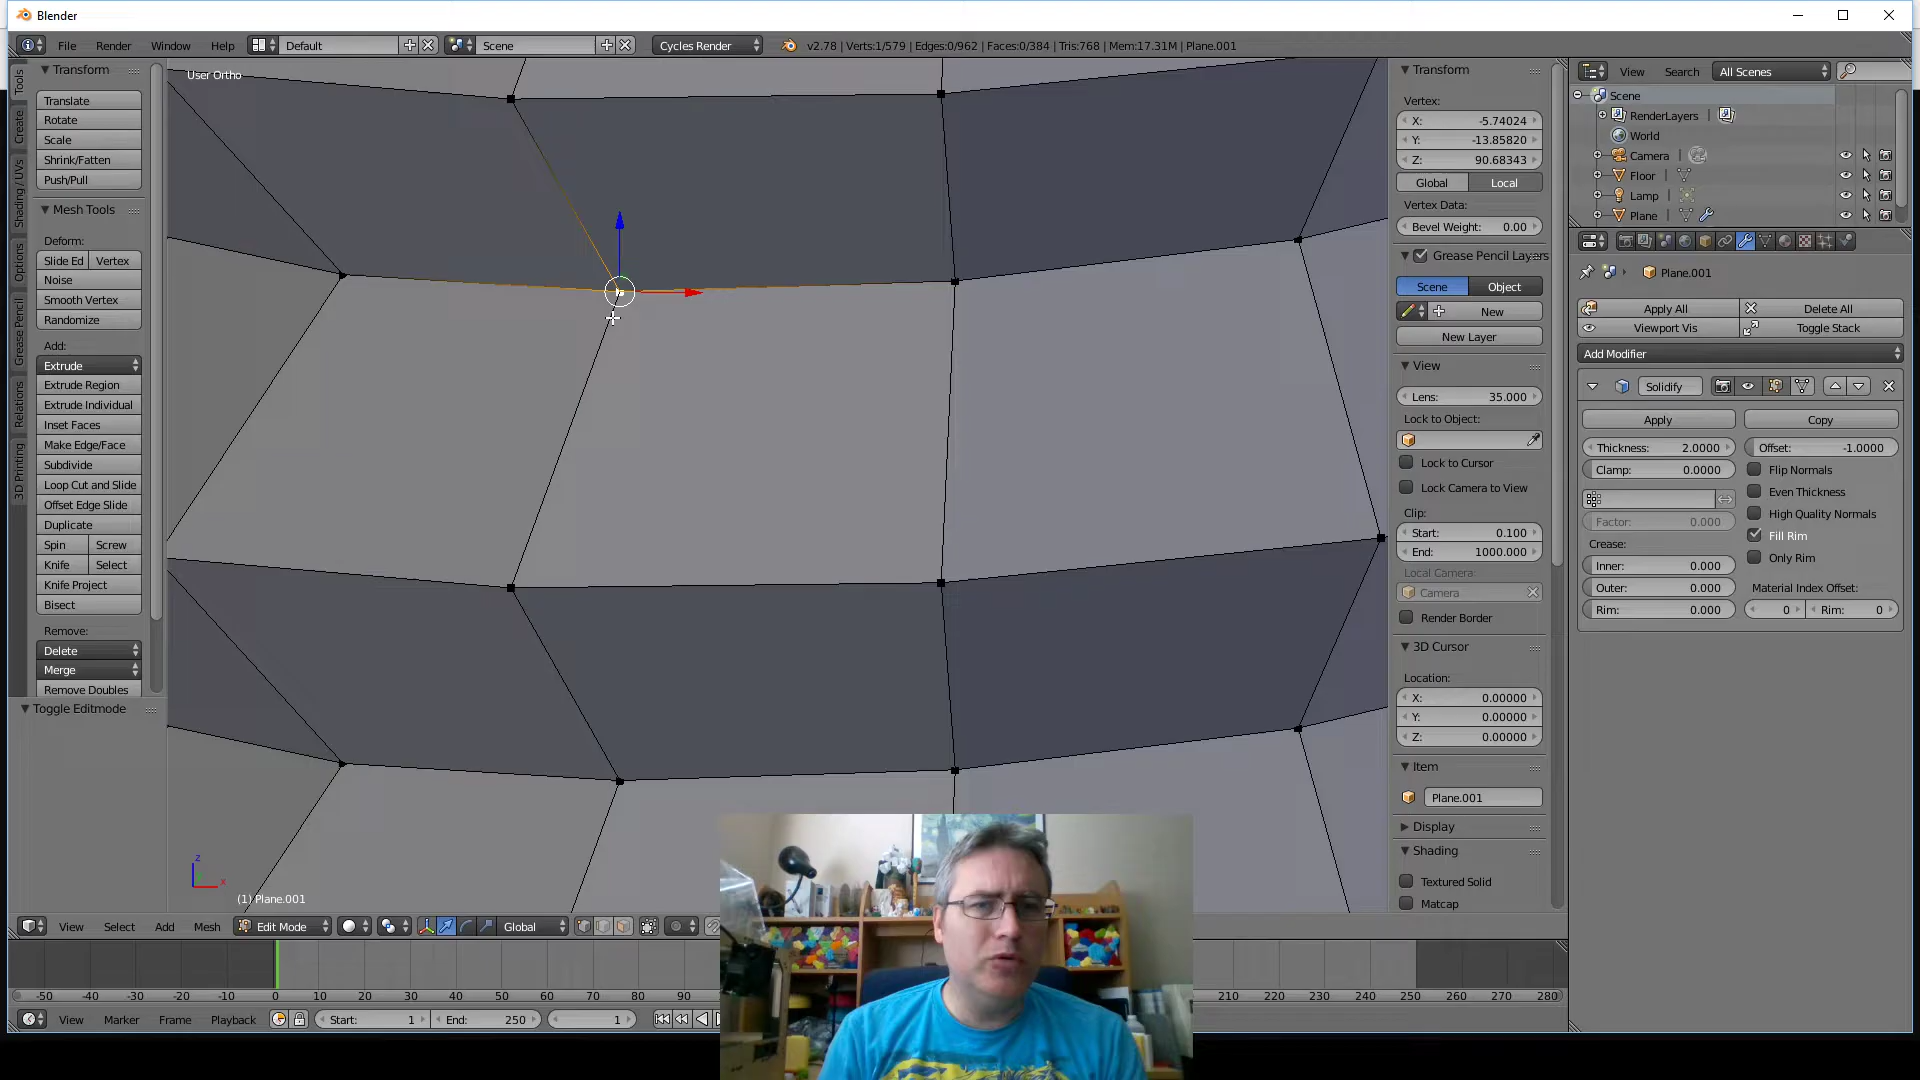 Blender
File Render Window Help Default Scene Cycles Render v2.78 | Verts:1/579 | Edges:0/962 | Faces:0/384 | Tris:768 | Mem:17.31M | Plane.001
Tools
Create
Shading / UVs
Options
Grease Pencil
Relations
3D Printing
Transform
Translate
Rotate
Scale
Shrink/Fatten
Push/Pull
Mesh Tools
Deform:
Slide Ed Vertex
Noise
Smooth Vertex
Randomize
Add:
Extrude
Extrude Region
Extrude Individual
Inset Faces
Make Edge/Face
Subdivide
Loop Cut and Slide
Offset Edge Slide
Duplicate
Spin Screw
Knife Select
Knife Project
Bisect
Remove:
Delete
Merge
Remove Doubles
Toggle Editmode
User Ortho
z
x
(1) Plane.001
Transform
Vertex:
X: -5.74024
Y: -13.85820
Z: 90.68343
Global Local
Vertex Data:
Bevel Weight: 0.00
Grease Pencil Layers
Scene Object
New
New Layer
View
Lens: 35.000
Lock to Object:
Lock to Cursor
Lock Camera to View
Clip:
Start: 0.100
End: 1000.000
Local Camera:
Camera
Render Border
3D Cursor
Location:
X: 0.00000
Y: 0.00000
Z: 0.00000
Item
Plane.001
Display
Shading
Textured Solid
Matcap
View Search All Scenes
Scene
RenderLayers
World
Camera
Floor
Lamp
Plane
Plane.001
Apply All Delete All
Viewport Vis Toggle Stack
Add Modifier
Solidify
Apply Copy
Thickness: 2.0000 Offset: -1.0000
Clamp: 0.0000 Flip Normals
Even Thickness
Factor: 0.000 High Quality Normals
Crease: Fill Rim
Inner: 0.000 Only Rim
Outer: 0.000 Material Index Offset:
Rim: 0.000 0 Rim: 0
View Select Add Mesh Edit Mode Global
-50 -40 -30 -20 -10 0 10 20 30 40 50 60 70 80 90 210 220 230 240 250 260 270 280
View Marker Frame Playback Start: 1 End: 250 1